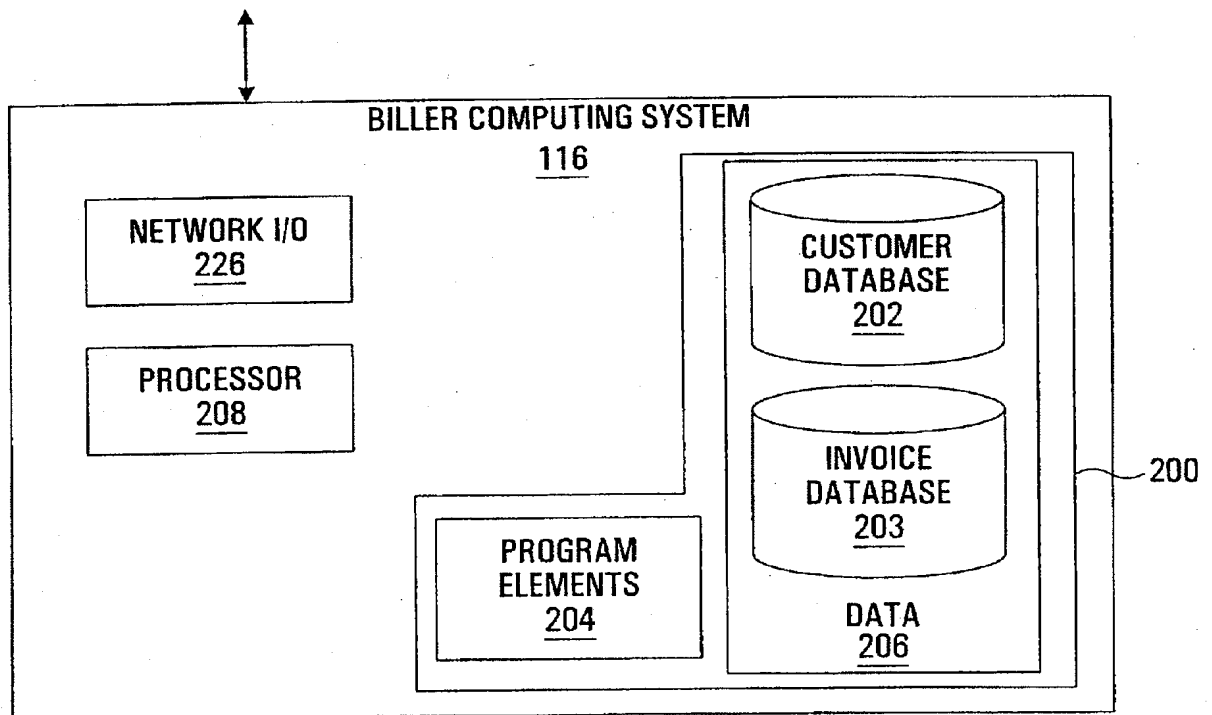 BILLER COMPUTING SYSTEM
116
NETWORK I/O
226
PROCESSOR
208
CUSTOMER
DATABASE
202
INVOICE
DATABASE
203
200
PROGRAM
ELEMENTS
204
DATA
206